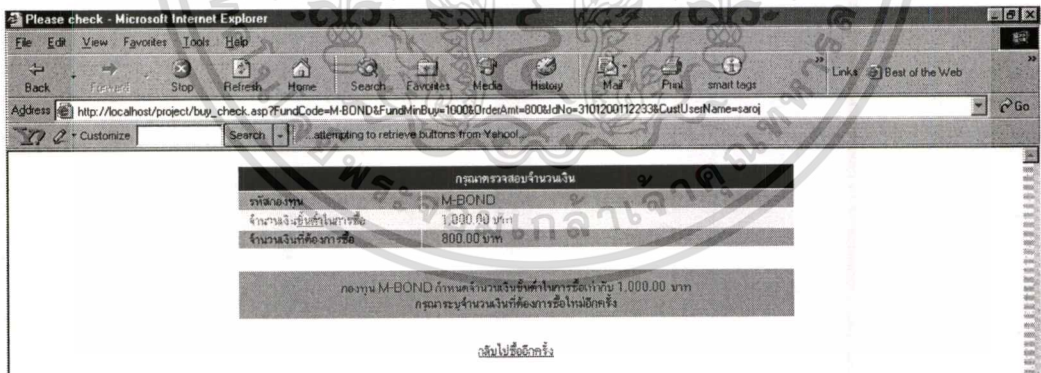 Please check - Microsoft Internet Explorer
File Edit View Favorites Tools Help
Back Forward Stop Refresh Home Search Favorites Media History Mail Print smart tags Links Best of the Web
Address http://localhost/project/buy_check.asp?FundCode=M-BOND&FundMinBuy=1000&OrderAmt=800&IdNo=3101200112233&CustUserName=saroj Go
Y7 Customize Search attempting to retrieve buttons from Yahoo!...
กรุณาตรวจสอบจำนวนเงิน
รหัสกองทุน M-BOND
จำนวนเงินขั้นต่ำในการซื้อ 1,000.00 บาท
จำนวนเงินที่ต้องการซื้อ 800.00 บาท
กองทุน M-BOND กำหนดจำนวนเงินขั้นต่ำในการซื้อเท่ากับ 1,000.00 บาท
กรุณาระบุจำนวนเงินที่ต้องการซื้อใหม่อีกครั้ง
กลับไปซื้ออีกครั้ง